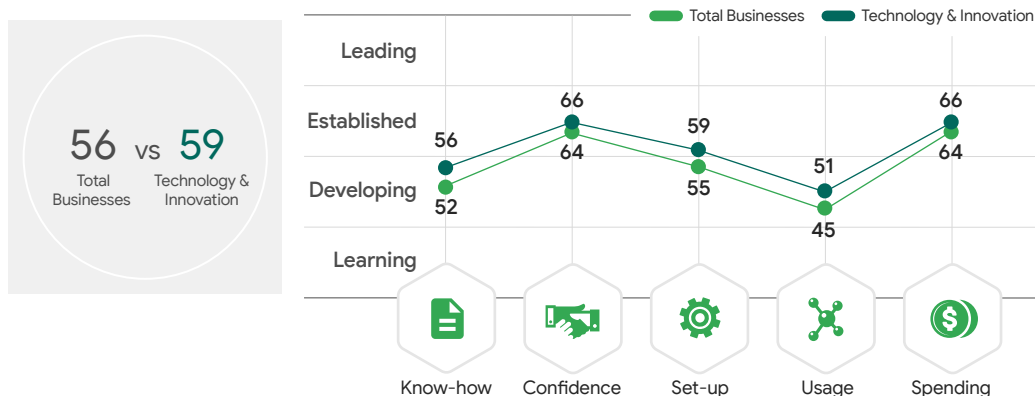 Total Businesses Technology & Innovation
56 vs 59
Total Businesses
Technology & Innovation
Leading
Established
Developing
Learning
56 66 59 51 66
52 64 55 45 64
$
Know-how Confidence Set-up Usage Spending